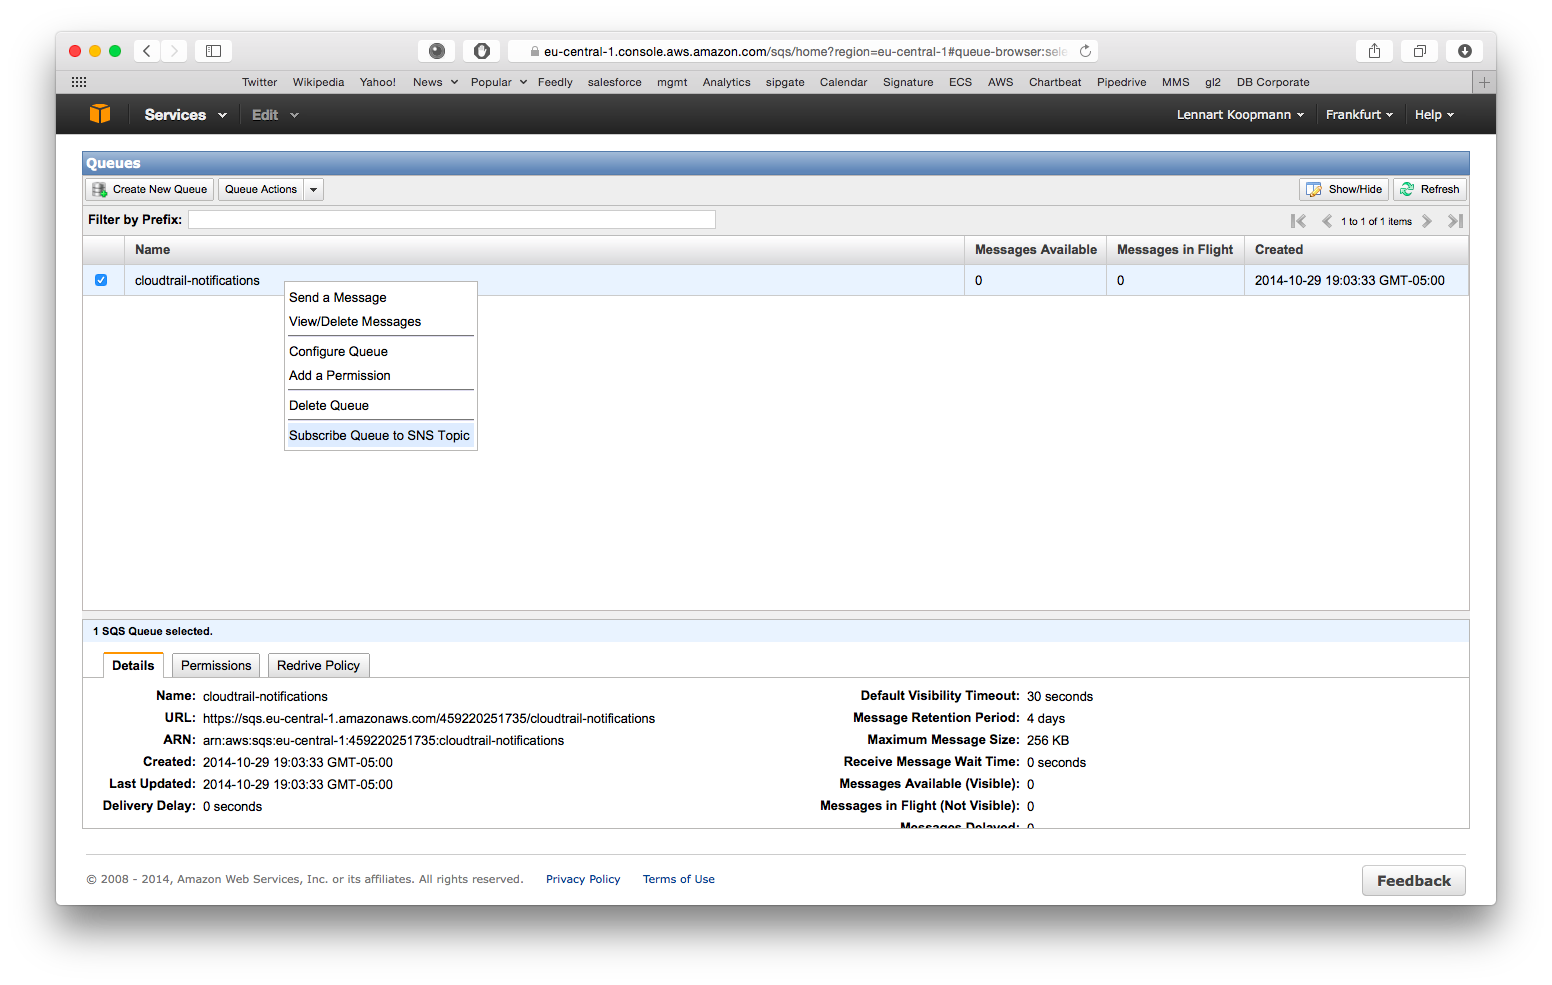 eu-central-1.console.aws.amazon.com/sqs/home?region=eu-central-1#queue-browser:sele
Twitter Wikipedia Yahoo! News Popular Feedly salesforce mgmt Analytics sipgate Calendar Signature ECS AWS Chartbeat Pipedrive MMS gl2 DB Corporate
Services Edit Lennart Koopmann Frankfurt Help
Queues
Create New Queue Queue Actions Show/Hide Refresh
Filter by Prefix: 1 to 1 of 1 items
Name Messages Available Messages in Flight Created
cloudtrail-notifications 0 0 2014-10-29 19:03:33 GMT-05:00
Send a Message
View/Delete Messages
Configure Queue
Add a Permission
Delete Queue
Subscribe Queue to SNS Topic
1 SQS Queue selected.
Details Permissions Redrive Policy
Name: cloudtrail-notifications Default Visibility Timeout: 30 seconds
URL: https://sqs.eu-central-1.amazonaws.com/459220251735/cloudtrail-notifications Message Retention Period: 4 days
ARN: arn:aws:sqs:eu-central-1:459220251735:cloudtrail-notifications Maximum Message Size: 256 KB
Created: 2014-10-29 19:03:33 GMT-05:00 Receive Message Wait Time: 0 seconds
Last Updated: 2014-10-29 19:03:33 GMT-05:00 Messages Available (Visible): 0
Delivery Delay: 0 seconds Messages in Flight (Not Visible): 0
Messages Delayed: 0
© 2008 - 2014, Amazon Web Services, Inc. or its affiliates. All rights reserved. Privacy Policy Terms of Use Feedback